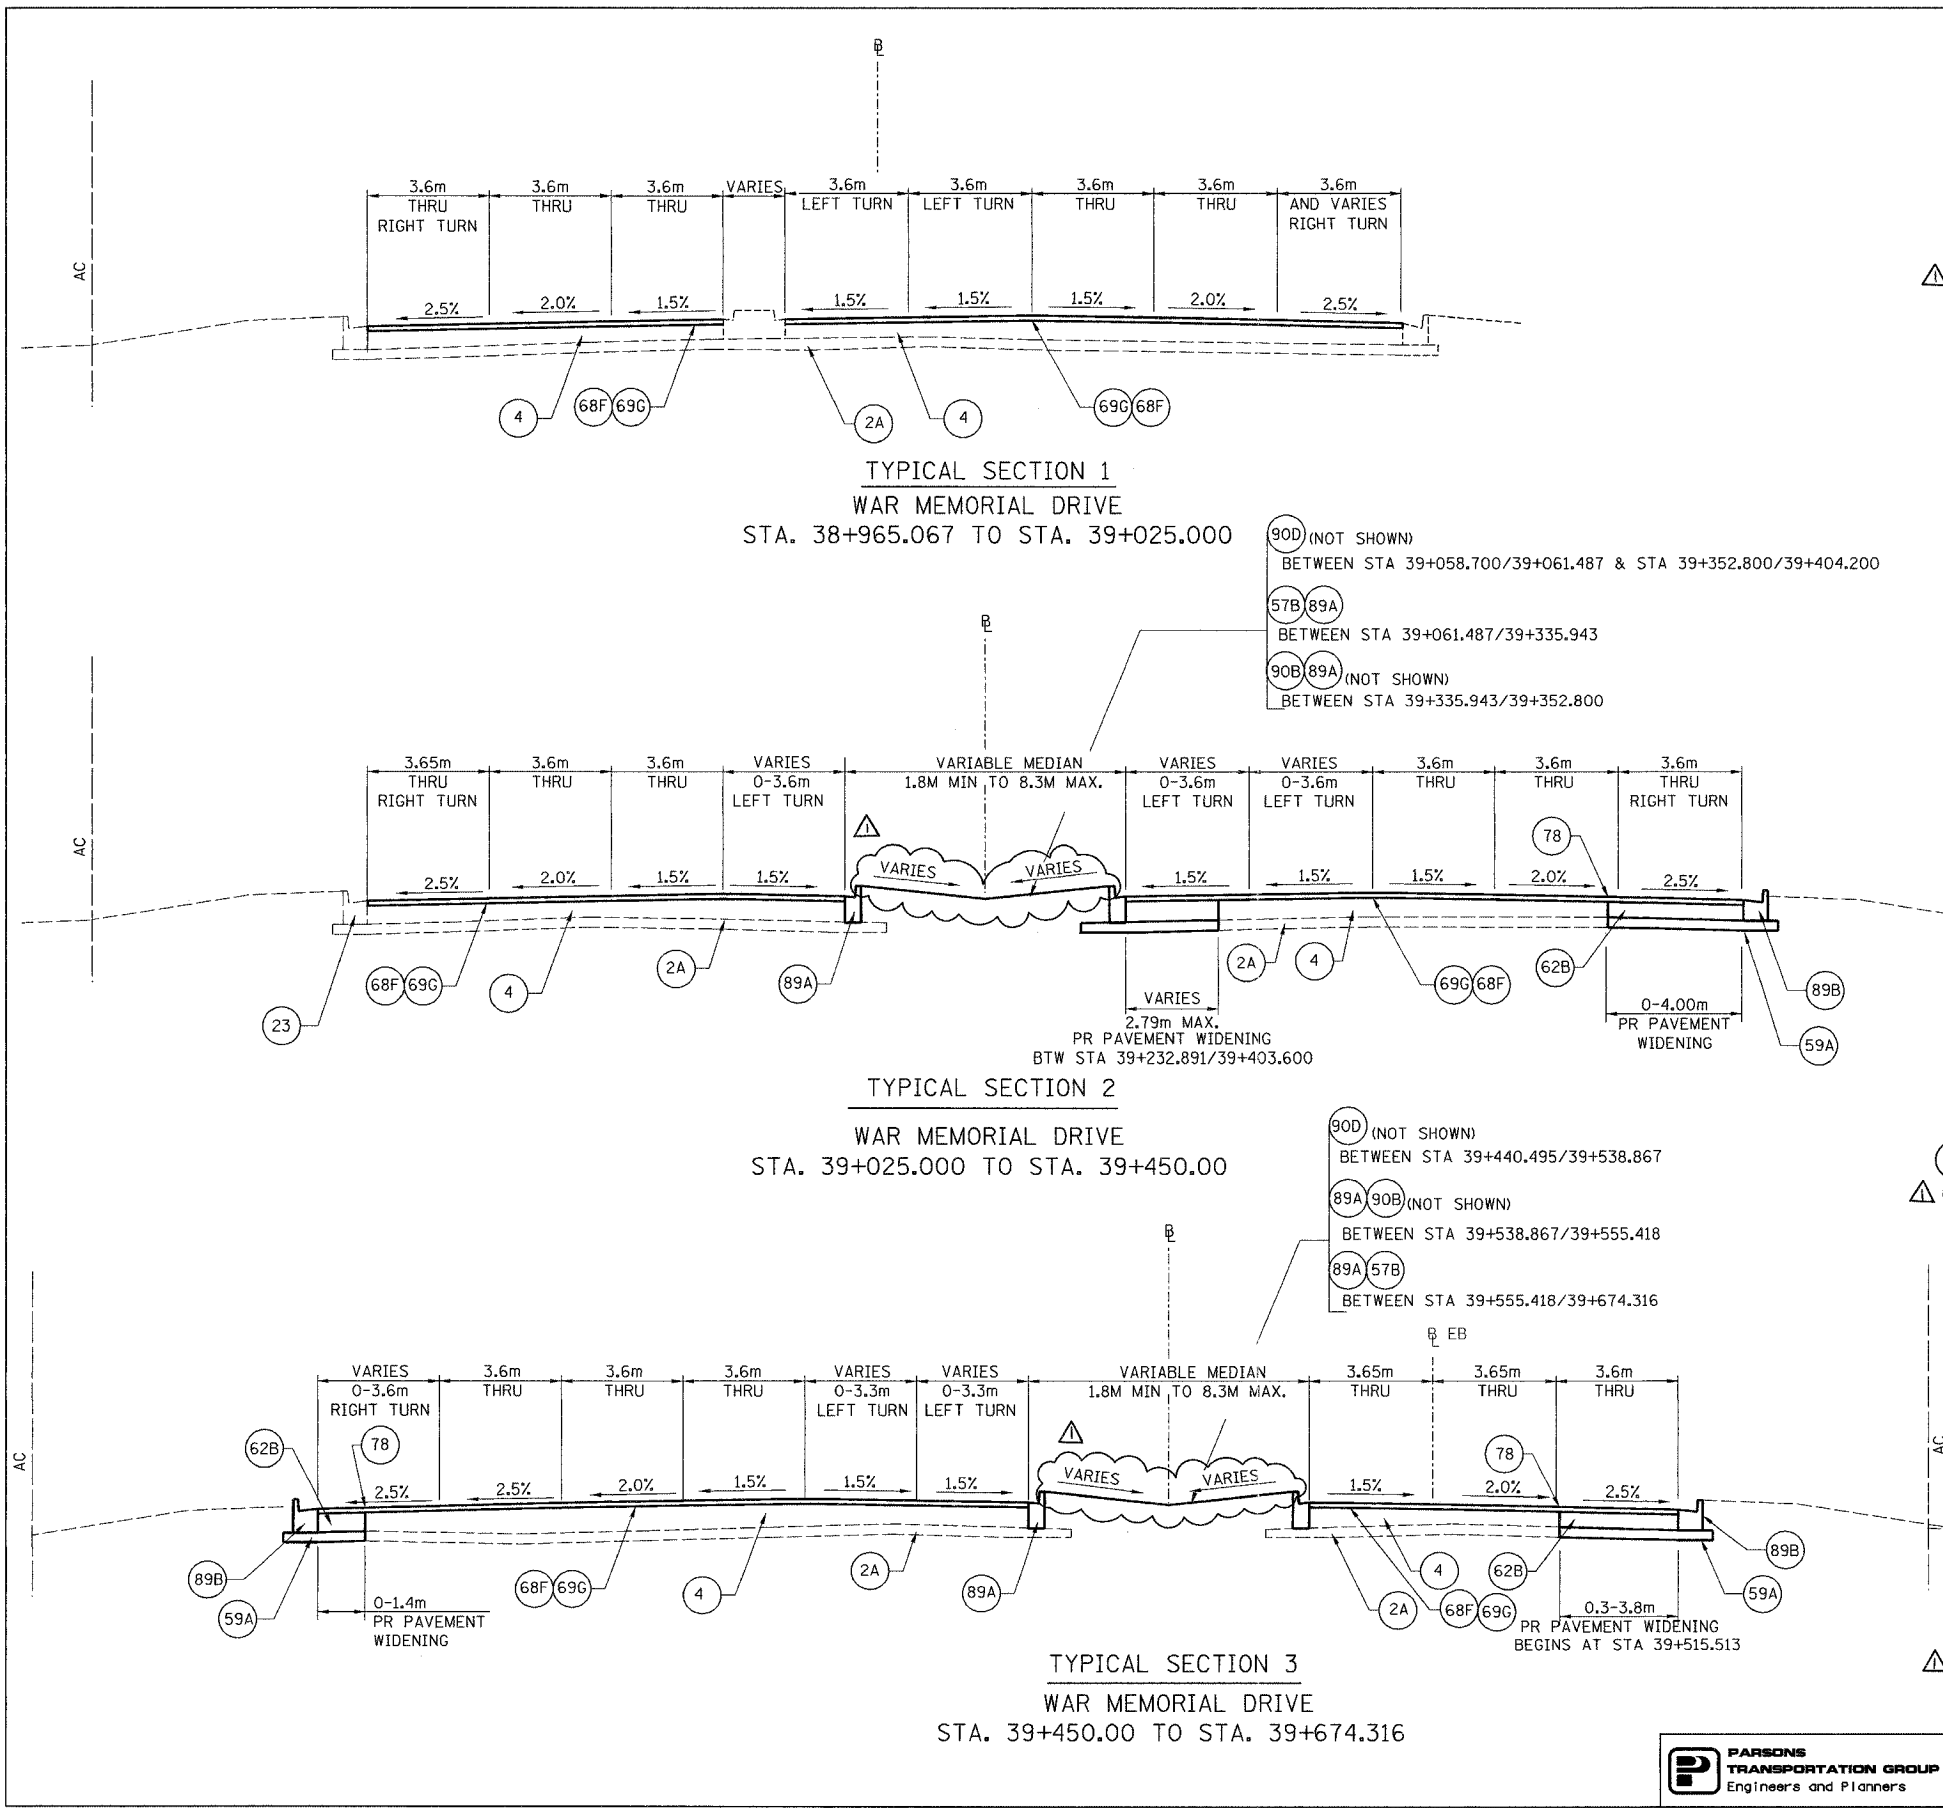 ℄
3.6m 3.6m 3.6m VARIES 3.6m 3.6m 3.6m 3.6m 3.6m
THRU THRU THRU LEFT TURN LEFT TURN THRU THRU AND VARIES
RIGHT TURN RIGHT TURN
AC
2.5% 2.0% 1.5% 1.5% 1.5% 1.5% 2.0% 2.5%
4 68F 69G 2A 4 69G 68F
TYPICAL SECTION 1
WAR MEMORIAL DRIVE
STA. 38+965.067 TO STA. 39+025.000
90D (NOT SHOWN)
BETWEEN STA 39+058.700/39+061.487 & STA 39+352.800/39+404.200
57B 89A
BETWEEN STA 39+061.487/39+335.943
90B 89A (NOT SHOWN)
BETWEEN STA 39+335.943/39+352.800
3.65m 3.6m 3.6m VARIES VARIABLE MEDIAN VARIES VARIES 3.6m 3.6m 3.6m
THRU THRU THRU 0-3.6m 1.8M MIN TO 8.3M MAX. 0-3.6m 0-3.6m THRU THRU THRU
RIGHT TURN LEFT TURN LEFT TURN LEFT TURN RIGHT TURN
AC
1 78
VARIES VARIES
2.5% 2.0% 1.5% 1.5% 1.5% 1.5% 1.5% 2.0% 2.5%
23 68F 69G 4 2A 89A 2A 4 69G 68F 62B 89B
VARIES
2.79m MAX.
PR PAVEMENT WIDENING
BTW STA 39+232.891/39+403.600
0-4.00m
PR PAVEMENT
WIDENING
59A
TYPICAL SECTION 2
WAR MEMORIAL DRIVE
STA. 39+025.000 TO STA. 39+450.00
90D (NOT SHOWN)
BETWEEN STA 39+440.495/39+538.867
89A 90B (NOT SHOWN)
BETWEEN STA 39+538.867/39+555.418
89A 57B
BETWEEN STA 39+555.418/39+674.316
℄
℄ EB
VARIES 3.6m 3.6m 3.6m VARIES VARIES VARIABLE MEDIAN 3.65m 3.65m 3.6m
0-3.6m THRU THRU THRU 0-3.3m 0-3.3m 1.8M MIN TO 8.3M MAX. THRU THRU THRU
RIGHT TURN LEFT TURN LEFT TURN
AC
62B 78 1 78
VARIES VARIES
2.5% 2.5% 2.0% 1.5% 1.5% 1.5% 1.5% 2.0% 2.5%
89B 59A 68F 69G 4 2A 89A 2A 4 68F 69G 62B 89B 59A
0-1.4m
PR PAVEMENT
WIDENING
0.3-3.8m
PR PAVEMENT WIDENING
BEGINS AT STA 39+515.513
TYPICAL SECTION 3
WAR MEMORIAL DRIVE
STA. 39+450.00 TO STA. 39+674.316
PARSONS
TRANSPORTATION GROUP
Engineers and Planners